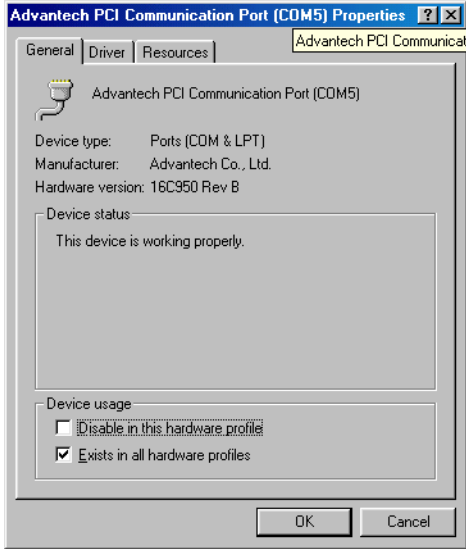 Advantech PCI Communication Port (COM5) Properties
Advantech PCI Communicat
General Driver Resources
Advantech PCI Communication Port (COM5)
Device type: Ports (COM & LPT)
Manufacturer: Advantech Co., Ltd.
Hardware version: 16C950 Rev B
Device status
This device is working properly.
Device usage
Disable in this hardware profile
Exists in all hardware profiles
OK Cancel